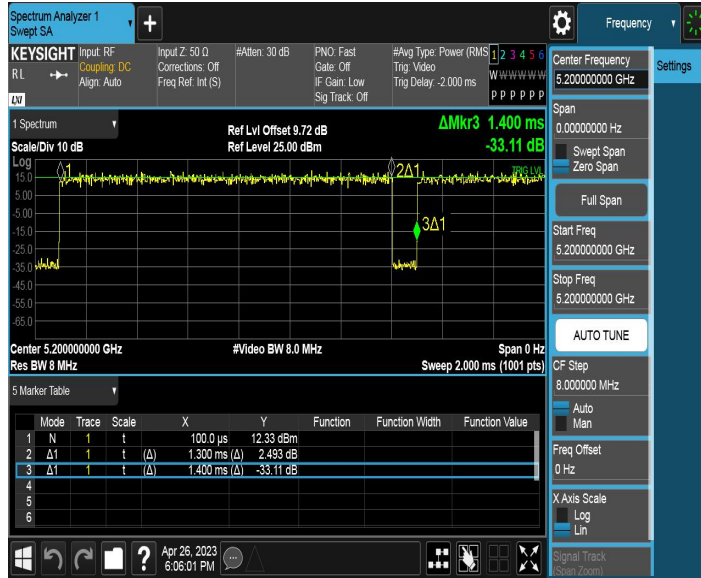 Spectrum Analyzer 1
Swept SA
Frequency
KEYSIGHT
RL
LXI
Input: RF
Coupling: DC
Align: Auto
Input Z: 50 Ω
Corrections: Off
Freq Ref: Int (S)
#Atten: 30 dB
PNO: Fast
Gate: Off
IF Gain: Low
Sig Track: Off
#Avg Type: Power (RMS
Trig: Video
Trig Delay: -2.000 ms
1 2 3 4 5 6
W W W W W W
P P P P P P
1 Spectrum
Scale/Div 10 dB
Ref Lvl Offset 9.72 dB
Ref Level 25.00 dBm
ΔMkr3 1.400 ms
-33.11 dB
Log
15.0
5.00
-5.00
-15.0
-25.0
-35.0
-45.0
-55.0
-65.0
1
2Δ1
TRIG LVL
3Δ1
Center 5.200000000 GHz
Res BW 8 MHz
#Video BW 8.0 MHz
Span 0 Hz
Sweep 2.000 ms (1001 pts)
5 Marker Table
Mode Trace Scale X Y Function Function Width Function Value
1 N 1 t 100.0 µs 12.33 dBm
2 Δ1 1 t (Δ) 1.300 ms (Δ) 2.493 dB
3 Δ1 1 t (Δ) 1.400 ms (Δ) -33.11 dB
4
5
6
Apr 26, 2023
6:06:01 PM
?
Center Frequency
5.200000000 GHz
Settings
Span
0.00000000 Hz
Swept Span
Zero Span
Full Span
Start Freq
5.200000000 GHz
Stop Freq
5.200000000 GHz
AUTO TUNE
CF Step
8.000000 MHz
Auto
Man
Freq Offset
0 Hz
X Axis Scale
Log
Lin
Signal Track
(Span Zoom)